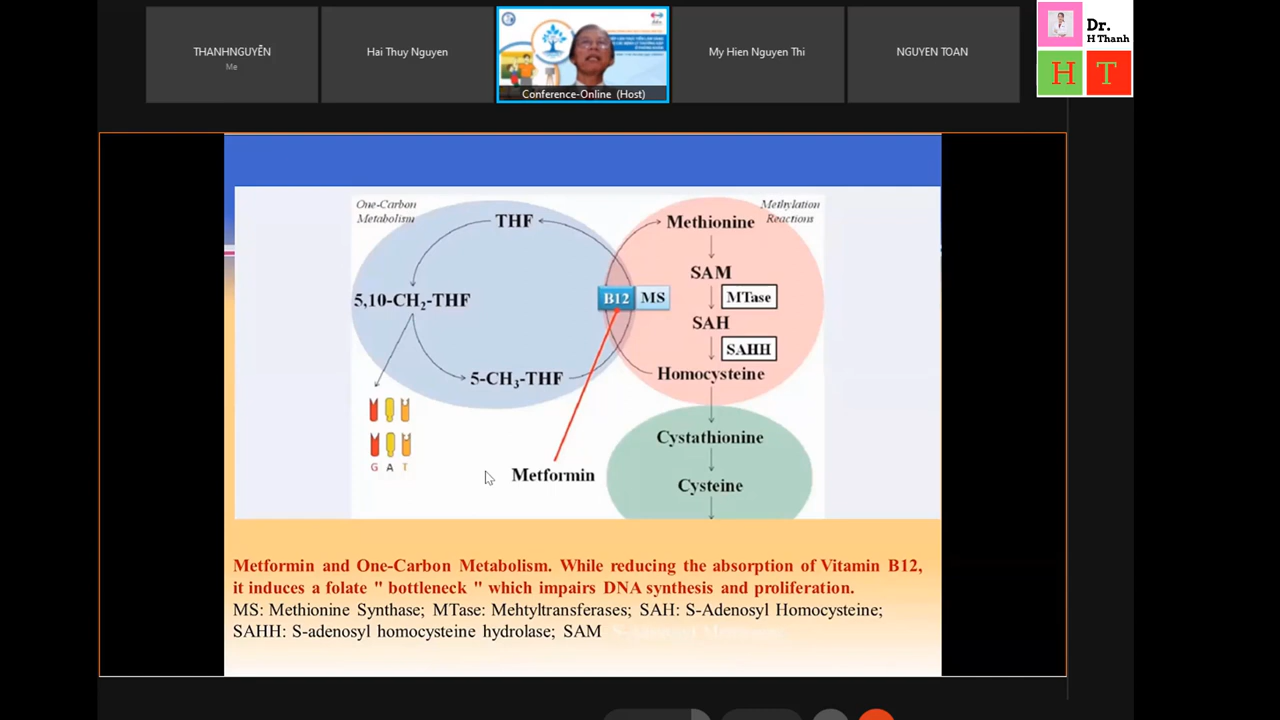 THANHNGUYỄN
Me
Hai Thuy Nguyen
Conference-Online (Host)
My Hien Nguyen Thi
NGUYEN TOAN
Dr.
H Thanh
H T
One-Carbon
Metabolism
Methylation
Reactions
THF
Methionine
SAM
5,10-CH₂-THF
B12 MS
MTase
SAH
SAHH
5-CH₃-THF
Homocysteine
G A T
Cystathionine
Metformin
Cysteine
Metformin and One-Carbon Metabolism. While reducing the absorption of Vitamin B12,
it induces a folate " bottleneck " which impairs DNA synthesis and proliferation.
MS: Methionine Synthase; MTase: Mehtyltransferases; SAH: S-Adenosyl Homocysteine;
SAHH: S-adenosyl homocysteine hydrolase; SAM